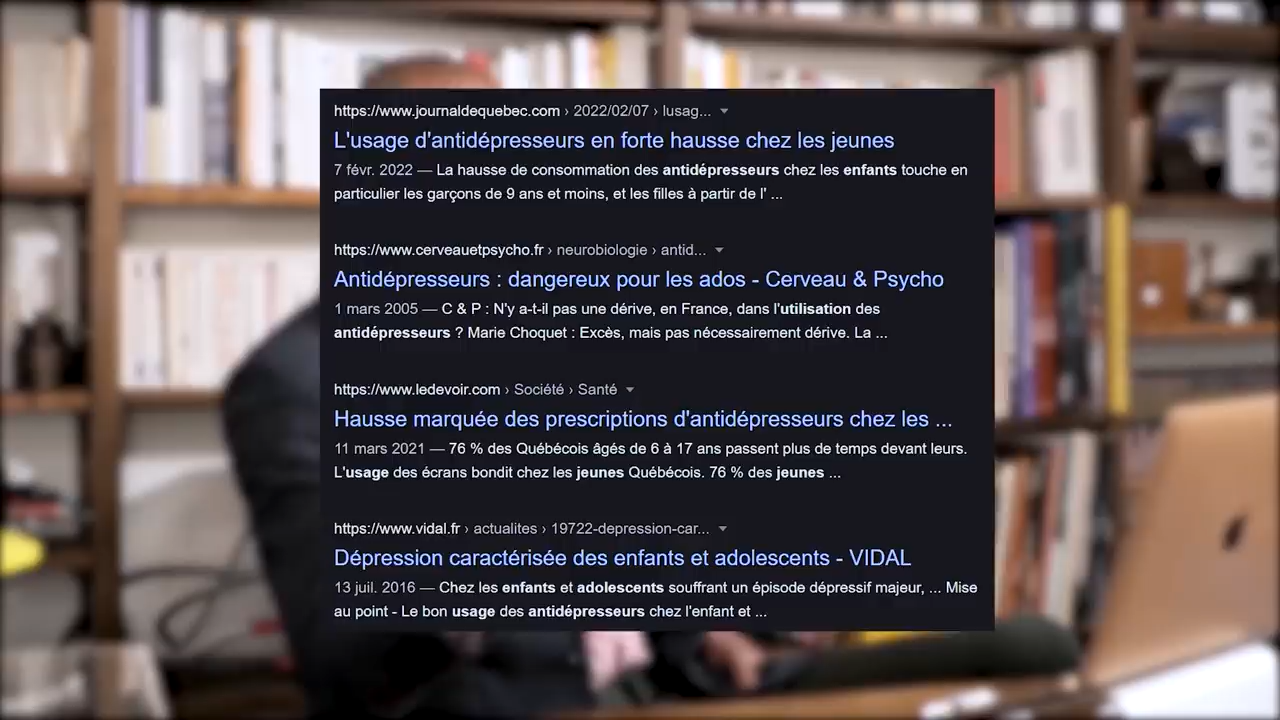 https://www.journaldequebec.com › 2022/02/07 › lusag...
L'usage d'antidépresseurs en forte hausse chez les jeunes
7 févr. 2022 — La hausse de consommation des antidépresseurs chez les enfants touche en
particulier les garçons de 9 ans et moins, et les filles à partir de l' ...
https://www.cerveauetpsycho.fr › neurobiologie › antid...
Antidépresseurs : dangereux pour les ados - Cerveau & Psycho
1 mars 2005 — C & P : N'y a-t-il pas une dérive, en France, dans l'utilisation des
antidépresseurs ? Marie Choquet : Excès, mais pas nécessairement dérive. La ...
https://www.ledevoir.com › Société › Santé
Hausse marquée des prescriptions d'antidépresseurs chez les ...
11 mars 2021 — 76 % des Québécois âgés de 6 à 17 ans passent plus de temps devant leurs.
L'usage des écrans bondit chez les jeunes Québécois. 76 % des jeunes ...
https://www.vidal.fr › actualites › 19722-depression-car...
Dépression caractérisée des enfants et adolescents - VIDAL
13 juil. 2016 — Chez les enfants et adolescents souffrant un épisode dépressif majeur, ... Mise
au point - Le bon usage des antidépresseurs chez l'enfant et ...